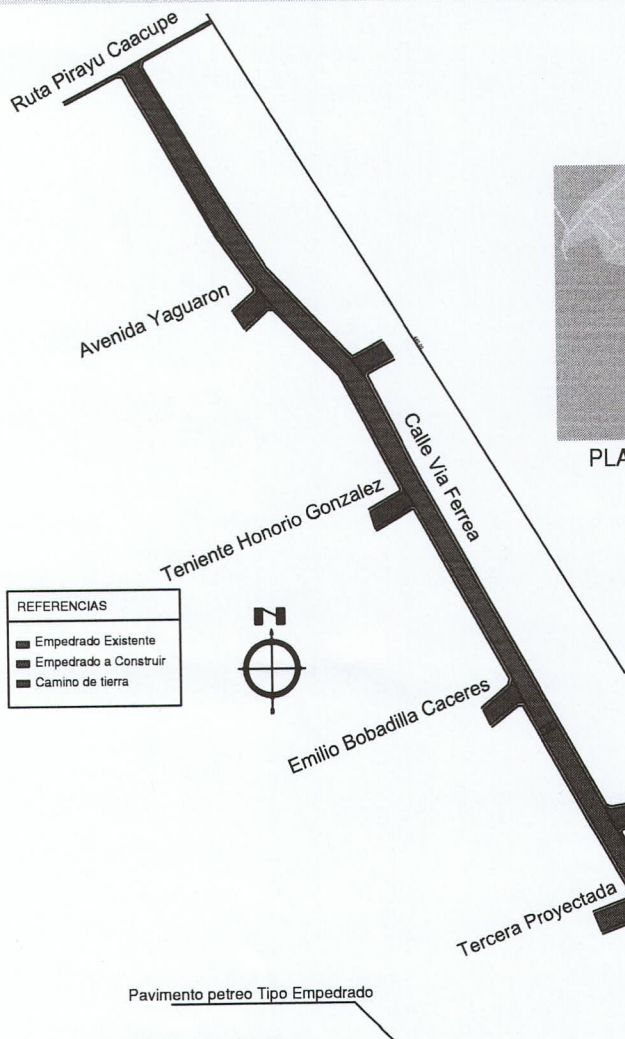 Ruta Pirayu Caacupe
Avenida Yaguaron
Calle Via Ferrea
PLA
Teniente Honorio Gonzalez
REFERENCIAS
Empedrado Existente
Empedrado a Construir
Camino de tierra
N
Emilio Bobadilla Caceres
Tercera Proyectada
Pavimento petreo Tipo Empedrado